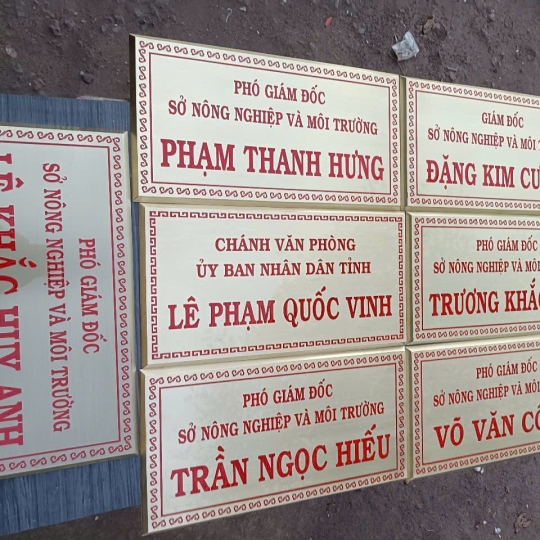 PHÓ GIÁM ĐỐC
SỞ NÔNG NGHIỆP VÀ MÔI TRƯỜNG
PHẠM THANH HƯNG
GIÁM ĐỐC
SỞ NÔNG NGHIỆP VÀ MÔI
ĐẶNG KIM
CHÁNH VĂN PHÒNG
ỦY BAN NHÂN DÂN TỈNH
LÊ PHẠM QUỐC VINH
PHÓ GIÁM ĐỐC
SỞ NÔNG NGHIỆP VÀ MÔI
TRƯƠNG KHẮC
PHÓ GIÁM ĐỐC
SỞ NÔNG NGHIỆP VÀ MÔI TRƯỜNG
TRẦN NGỌC HIẾU
PHÓ GIÁM ĐỐC
SỞ NÔNG NGHIỆP VÀ MÔI
VÕ VĂN
PHÓ GIÁM ĐỐC
SỞ NÔNG NGHIỆP VÀ MÔI TRƯỜNG
LÊ KHẮC HUY ANH